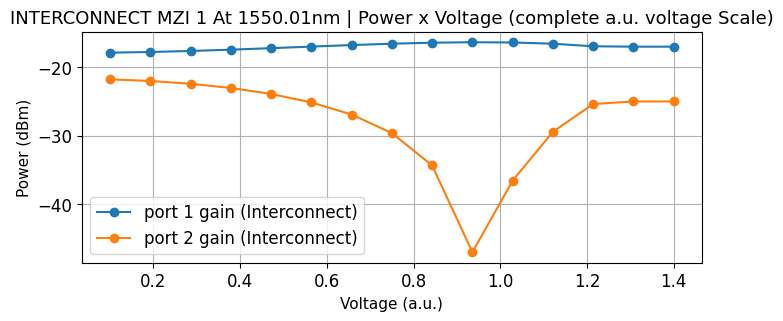 INTERCONNECT MZI 1 At 1550.01nm | Power x Voltage (complete a.u. voltage Scale)
Power (dBm)
−20
−30
−40
port 1 gain (Interconnect)
port 2 gain (Interconnect)
0.2 0.4 0.6 0.8 1.0 1.2 1.4
Voltage (a.u.)